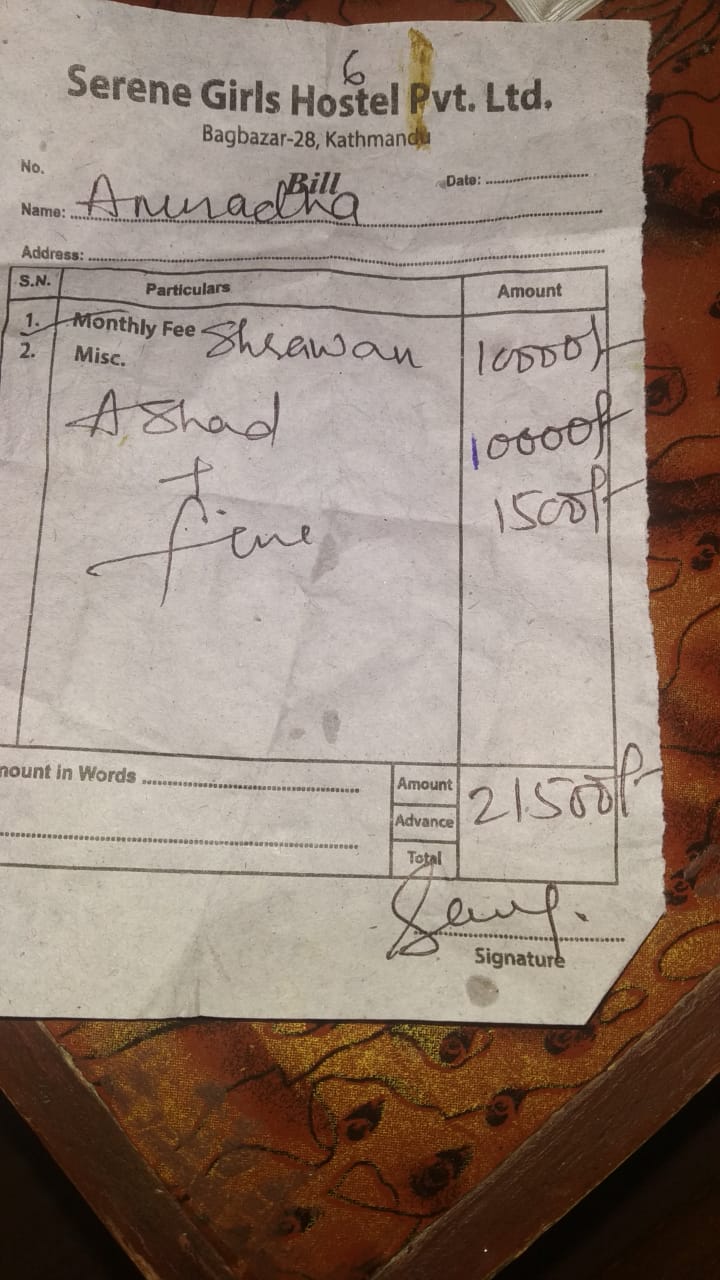 6
Serene Girls Hostel Pvt. Ltd.
Bagbazar-28, Kathmandu
No.
Bill
Date: ....................
Name: Anuradha
Address: ....................
S.N. Particulars Amount
1. Monthly Fee Shrawan 10000/-
2. Misc.
AShad 10000/-
+
fine 1500/-
mount in Words ....................
Amount 21500/-
Advance
Total
Signature